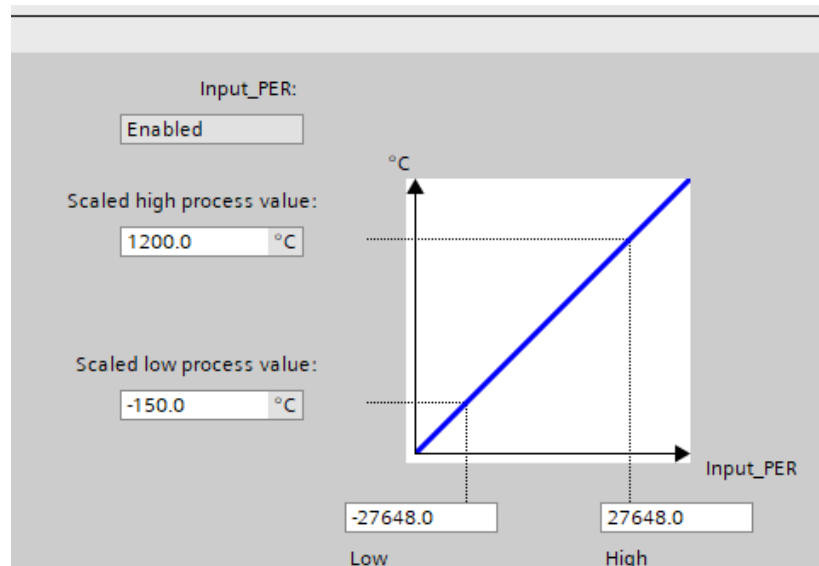 Input_PER:
Enabled
°C
Scaled high process value:
1200.0 °C
Scaled low process value:
-150.0 °C
Input_PER
-27648.0 27648.0
Low High